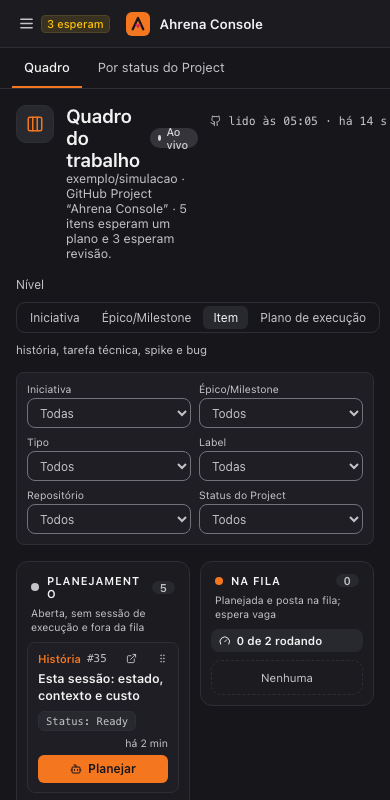 3 esperam
Ahrena Console
Quadro
Por status do Project
Quadro do trabalho
Ao vivo
lido às 05:05 · há 14 s
exemplo/simulacao ·
GitHub Project
“Ahrena Console” · 5
itens esperam um
plano e 3 esperam
revisão.
Nível
Iniciativa
Épico/Milestone
Item
Plano de execução
história, tarefa técnica, spike e bug
Iniciativa
Todas
Épico/Milestone
Todos
Tipo
Todos
Label
Todas
Repositório
Todos
Status do Project
Todos
PLANEJAMENTO
5
Aberta, sem sessão de
execução e fora da fila
História #35
Esta sessão: estado,
contexto e custo
Status: Ready
há 2 min
Planejar
NA FILA
0
Planejada e posta na fila;
espera vaga
0 de 2 rodando
Nenhuma